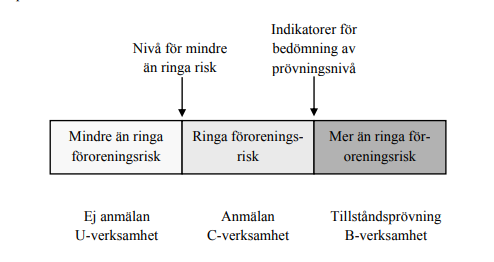 Indikatorer för
bedömning av
prövningsnivå
Nivå för mindre
än ringa risk
Mindre än ringa
föroreningsrisk
Ringa förorenings-
risk
Mer än ringa för-
oreningsrisk
Ej anmälan
U-verksamhet
Anmälan
C-verksamhet
Tillståndsprövning
B-verksamhet